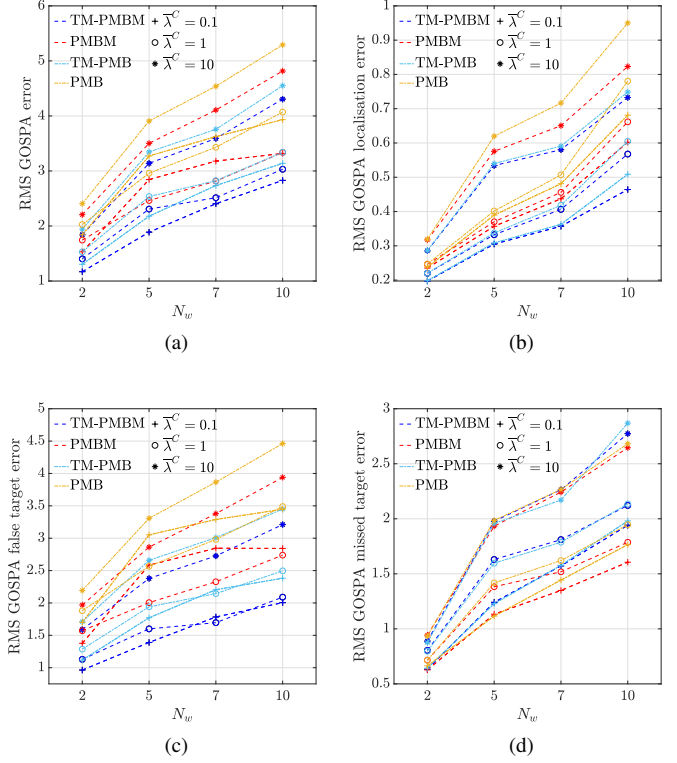 6
5
4
3
2
1
RMS GOSPA error
TM-PMBM
PMBM
TM-PMB
PMB
λ̅^C = 0.1
λ̅^C = 1
λ̅^C = 10
2 5 7 10
N_w
(a)
1
0.9
0.8
0.7
0.6
0.5
0.4
0.3
0.2
RMS GOSPA localisation error
TM-PMBM
PMBM
TM-PMB
PMB
λ̅^C = 0.1
λ̅^C = 1
λ̅^C = 10
2 5 7 10
N_w
(b)
5
4.5
4
3.5
3
2.5
2
1.5
1
RMS GOSPA false target error
TM-PMBM
PMBM
TM-PMB
PMB
λ̅^C = 0.1
λ̅^C = 1
λ̅^C = 10
2 5 7 10
N_w
(c)
3
2.5
2
1.5
1
0.5
RMS GOSPA missed target error
TM-PMBM
PMBM
TM-PMB
PMB
λ̅^C = 0.1
λ̅^C = 1
λ̅^C = 10
2 5 7 10
N_w
(d)